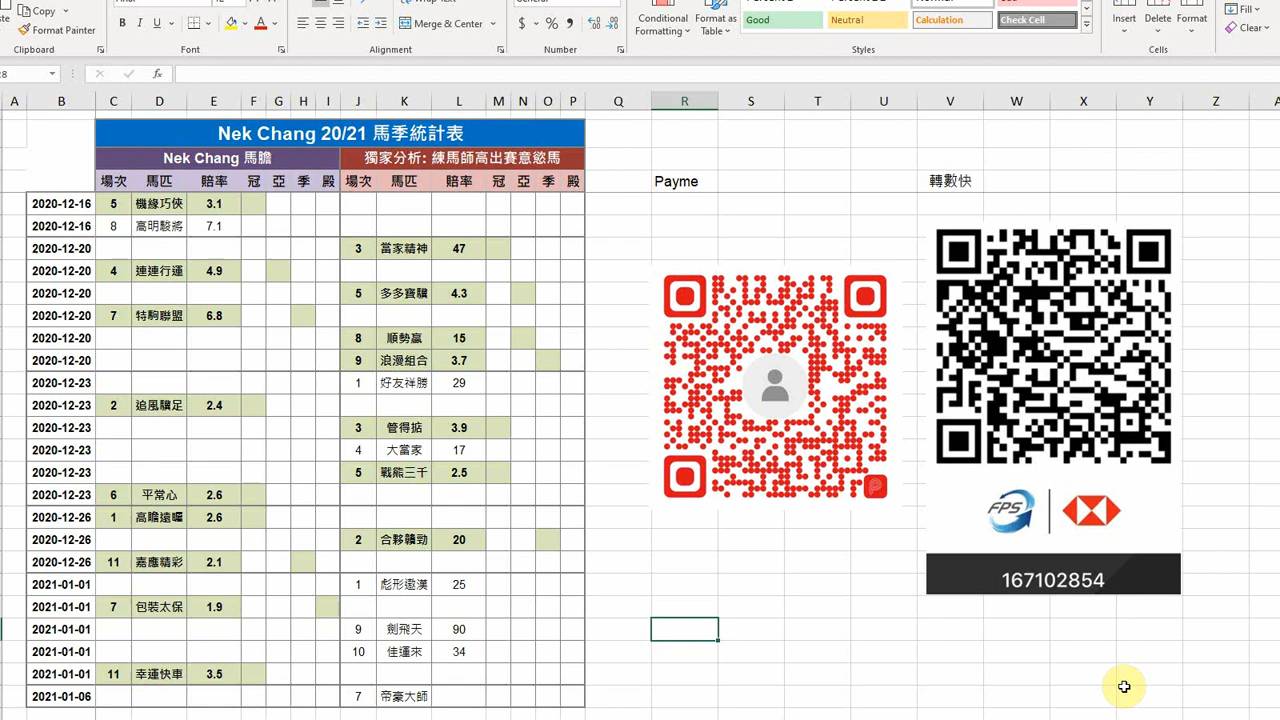 Copy
Format Painter
B I U
A
Merge & Center
$ % 9
Conditional Formatting
Format as Table
Good
Neutral
Calculation
Check Cell
Insert
Delete
Format
Fill
Clear
Clipboard
Font
Alignment
Number
Styles
Cells
fx
A B C D E F G H I J K L M N O P Q R S T U V W X Y Z
Nek Chang 20/21 馬季統計表
Nek Chang 馬膽 獨家分析: 練馬師高出賽意慾馬
場次 馬匹 賠率 冠 亞 季 殿 場次 馬匹 賠率 冠 亞 季 殿
2020-12-16 5 機緣巧俠 3.1
2020-12-16 8 高明駿將 7.1
2020-12-20 3 當家精神 47
2020-12-20 4 連連行運 4.9
2020-12-20 5 多多寶驥 4.3
2020-12-20 7 特駒聯盟 6.8
2020-12-20 8 順勢贏 15
2020-12-20 9 浪漫組合 3.7
2020-12-23 1 好友祥勝 29
2020-12-23 2 追風驥足 2.4
2020-12-23 3 管得掂 3.9
2020-12-23 4 大當家 17
2020-12-23 5 戰熊三千 2.5
2020-12-23 6 平常心 2.6
2020-12-26 1 高瞻遠矚 2.6
2020-12-26 2 合夥贛勁 20
2020-12-26 11 嘉應精彩 2.1
2021-01-01 1 彪形遨漢 25
2021-01-01 7 包裝太保 1.9
2021-01-01 9 劍飛天 90
2021-01-01 10 佳運來 34
2021-01-01 11 幸運快車 3.5
2021-01-06 7 帝豪大師
Payme
轉數快
FPS
167102854